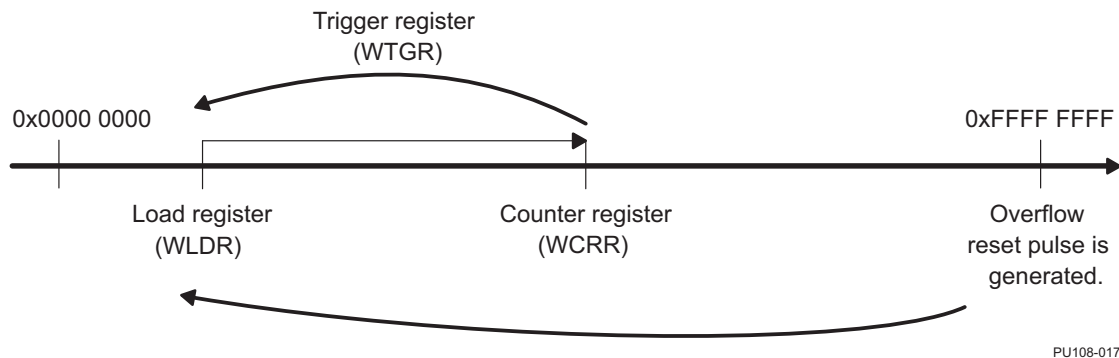 Trigger register
(WTGR)
0x0000 0000
0xFFFF FFFF
Load register
(WLDR)
Counter register
(WCRR)
Overflow
reset pulse is
generated.
PU108-017